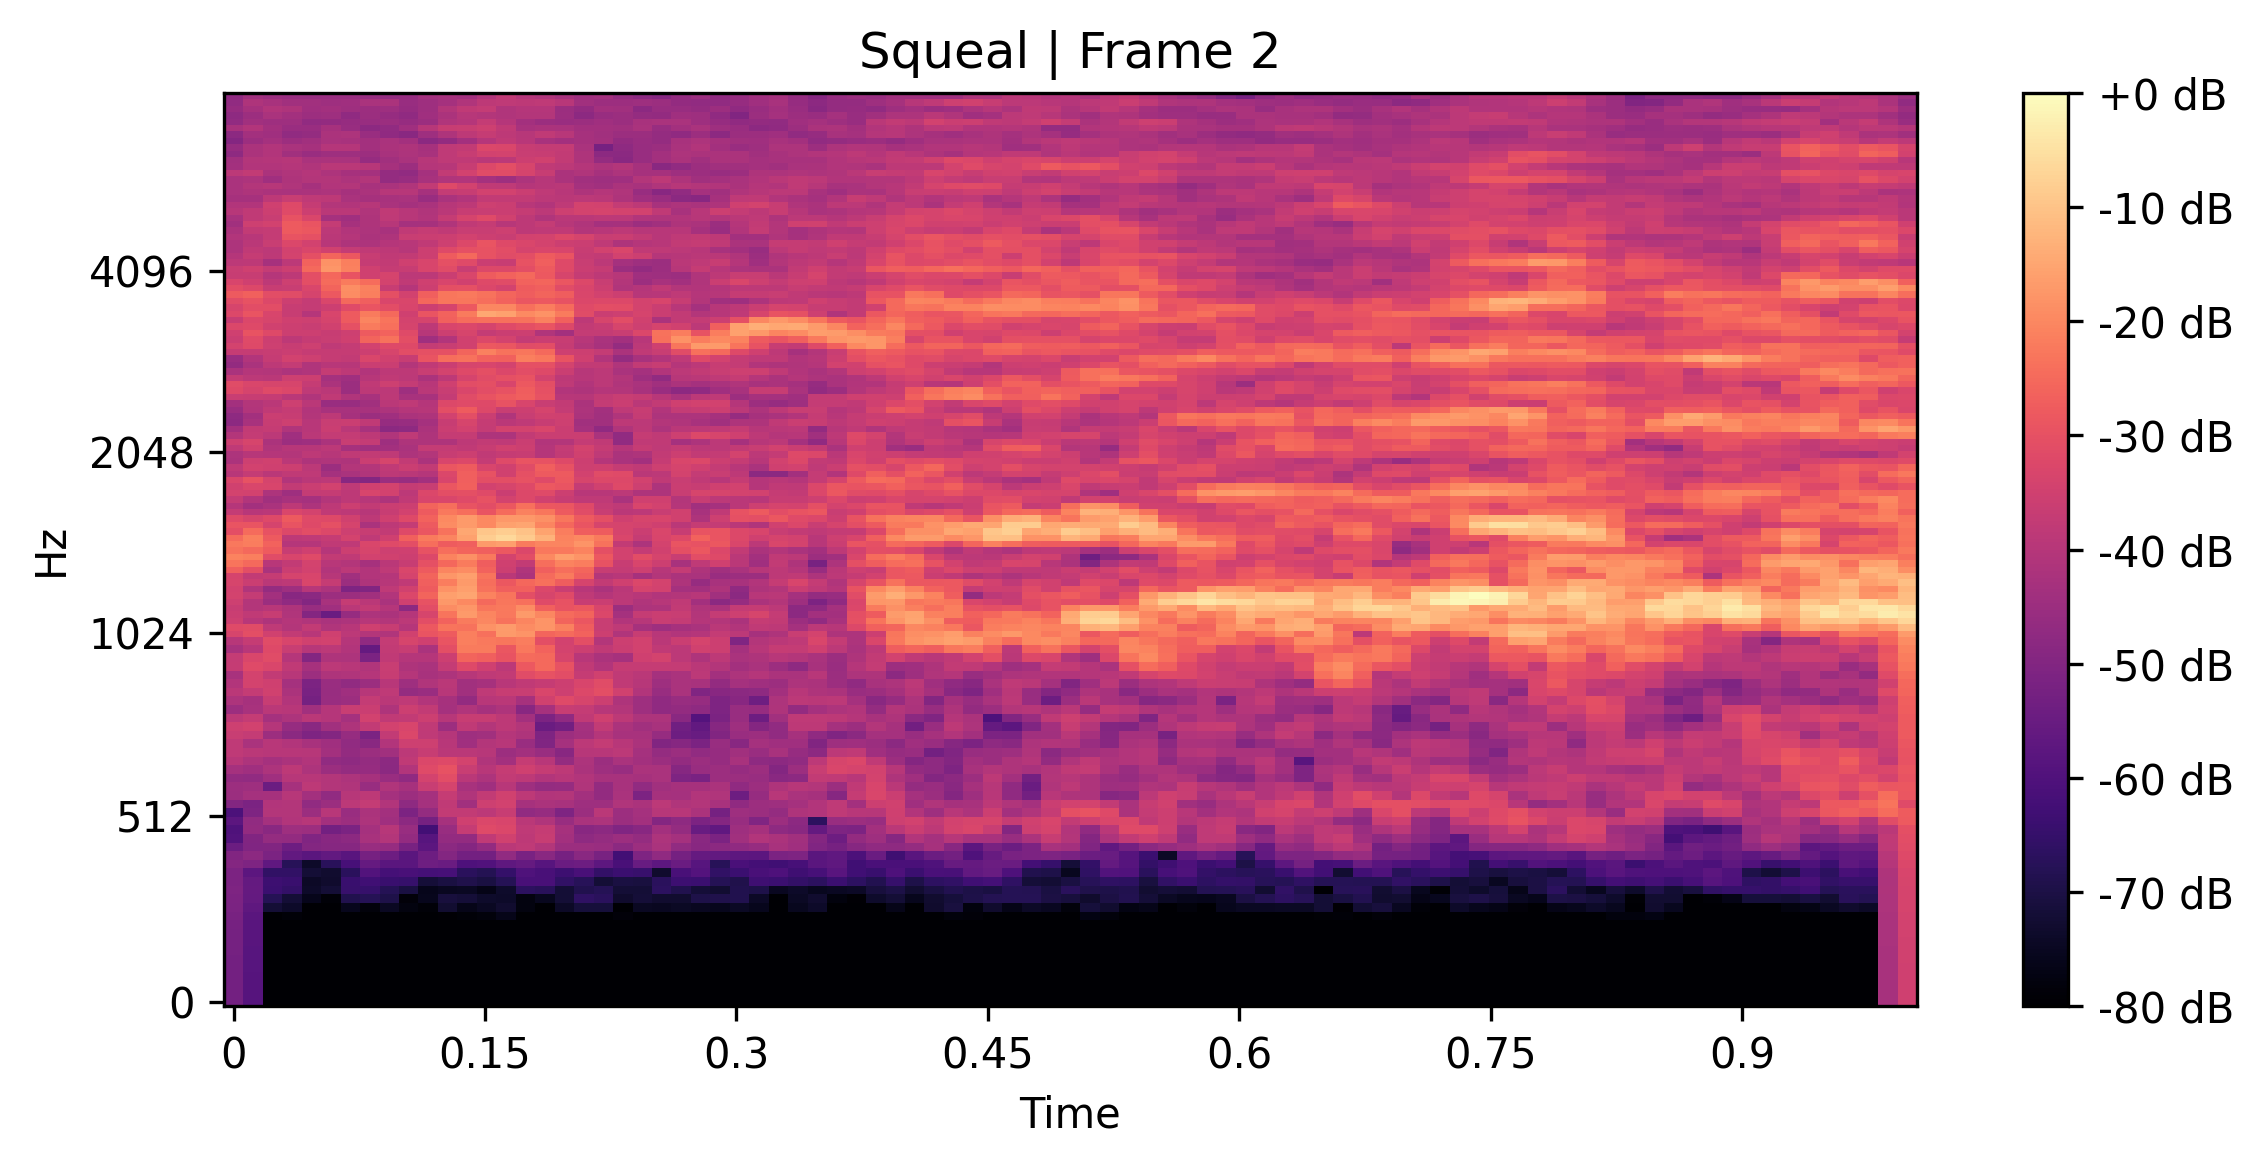 Squeal | Frame 2
+0 dB
-10 dB
-20 dB
-30 dB
-40 dB
-50 dB
-60 dB
-70 dB
-80 dB
Hz
4096
2048
1024
512
0
0 0.15 0.3 0.45 0.6 0.75 0.9
Time